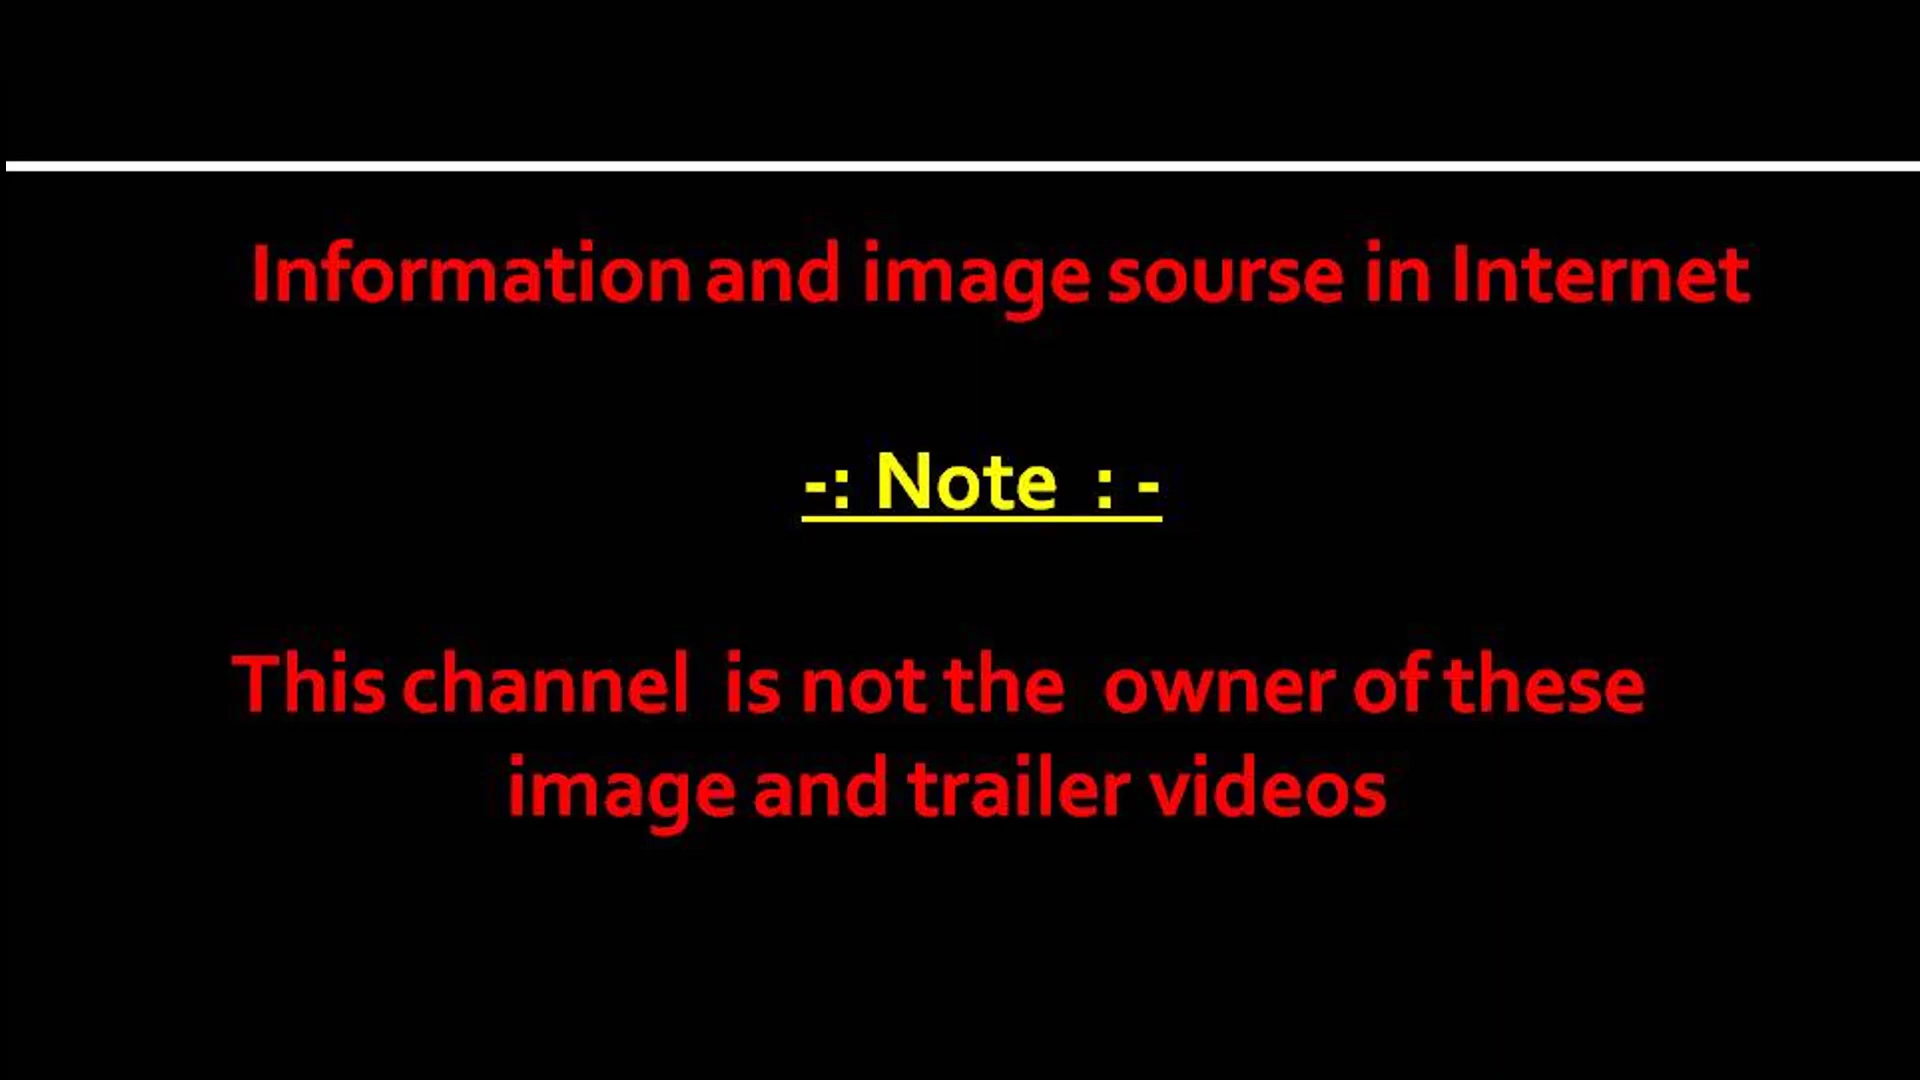 Information and image sourse in Internet
-: Note : -
This channel is not the owner of these
image and trailer videos